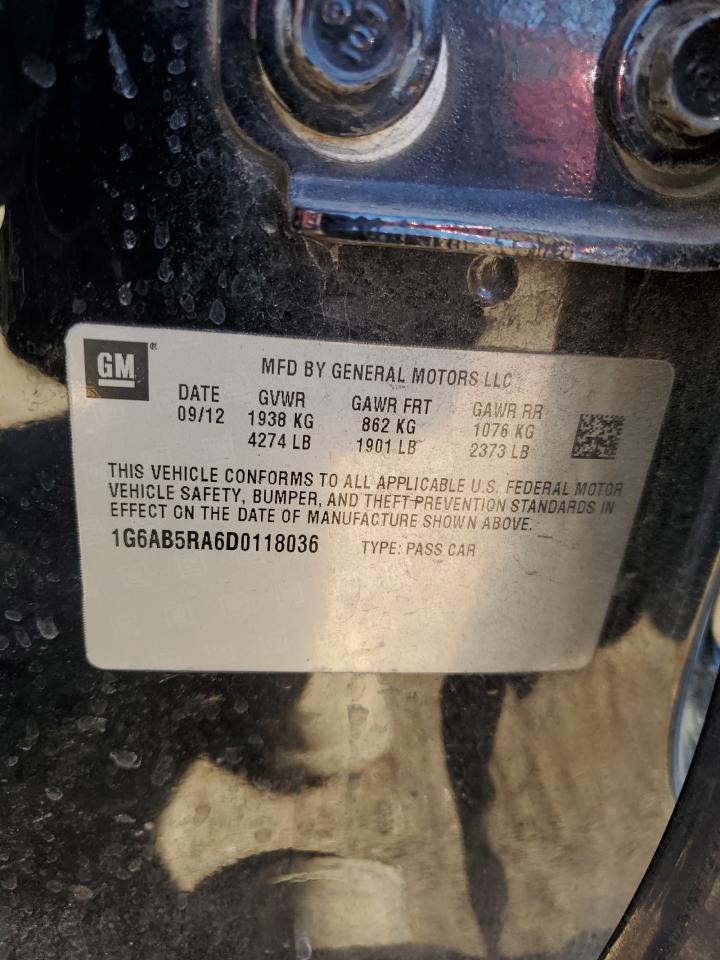 GM® MFD BY GENERAL MOTORS LLC
DATE GVWR GAWR FRT GAWR RR
09/12 1938 KG 862 KG 1076 KG
4274 LB 1901 LB 2373 LB
THIS VEHICLE CONFORMS TO ALL APPLICABLE U.S. FEDERAL MOTOR
VEHICLE SAFETY, BUMPER, AND THEFT PREVENTION STANDARDS IN
EFFECT ON THE DATE OF MANUFACTURE SHOWN ABOVE.
1G6AB5RA6D0118036 TYPE: PASS CAR